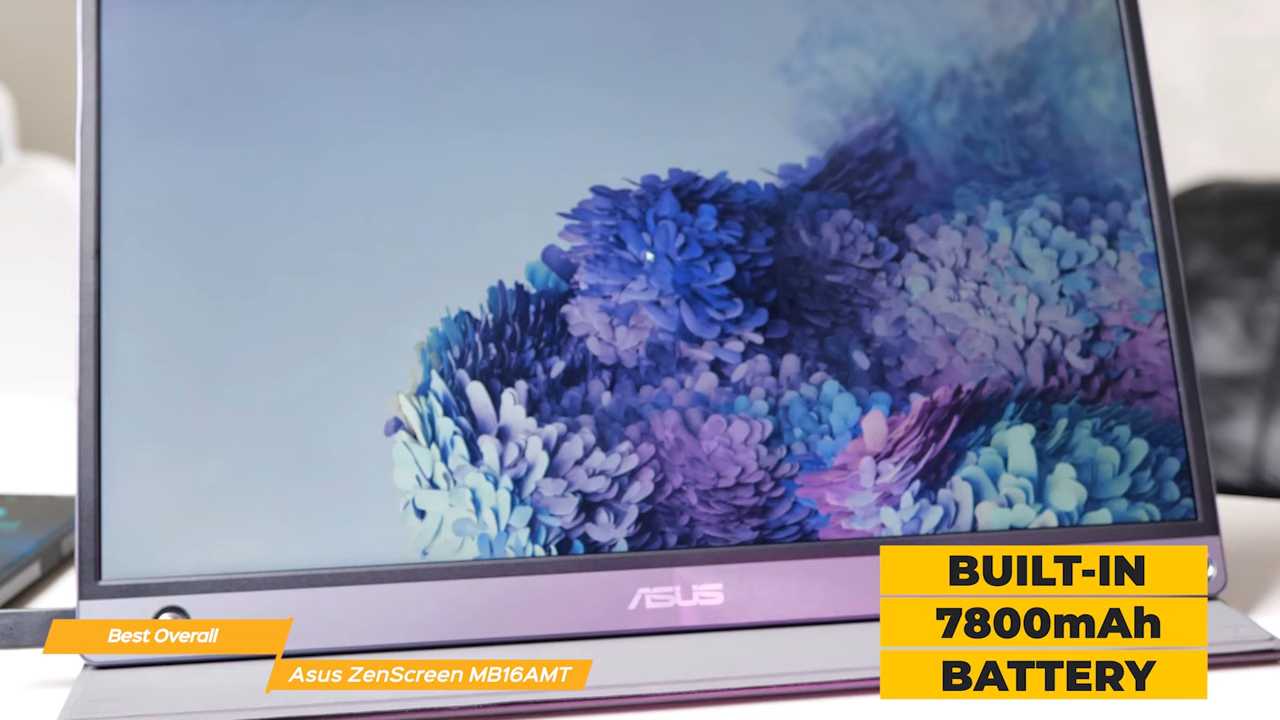 ASUS
BUILT-IN
7800mAh
BATTERY
Best Overall
Asus ZenScreen MB16AMT